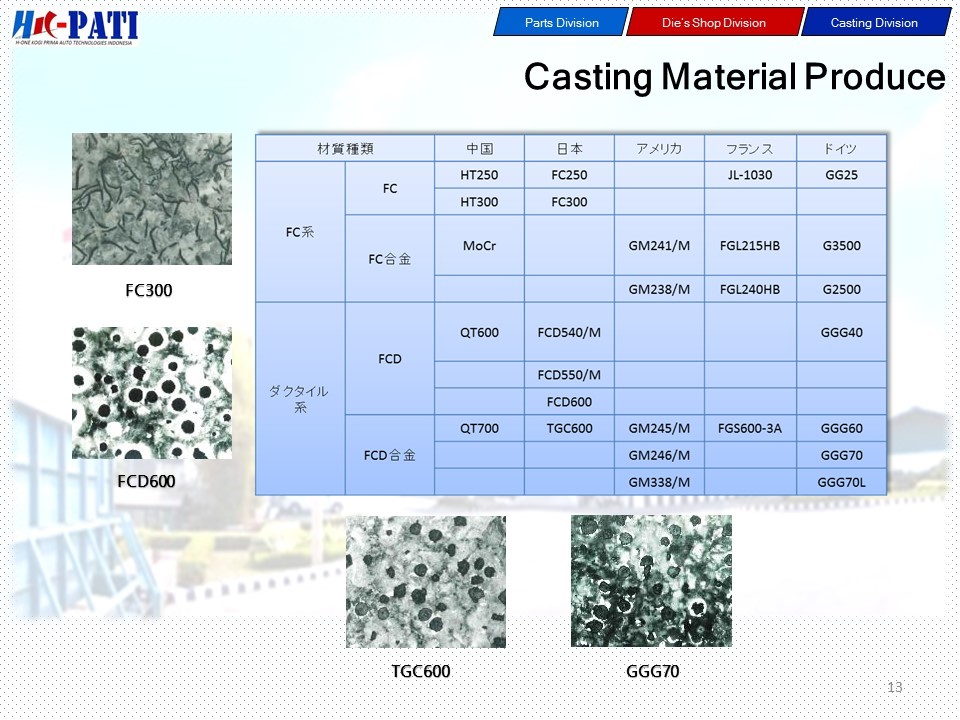 HK-PATI
H-ONE KOGI PRIMA AUTO TECHNOLOGIES INDONESIA
Parts Division
Die's Shop Division
Casting Division
Casting Material Produce
材質種類 中国 日本 アメリカ フランス ドイツ
FC系 FC HT250 FC250 JL-1030 GG25
HT300 FC300
FC合金 MoCr GM241/M FGL215HB G3500
GM238/M FGL240HB G2500
ダクタイル
系
FCD QT600 FCD540/M GGG40
FCD550/M
FCD600
FCD合金 QT700 TGC600 GM245/M FGS600-3A GGG60
GM246/M GGG70
GM338/M GGG70L
FC300
FCD600
TGC600
GGG70
13